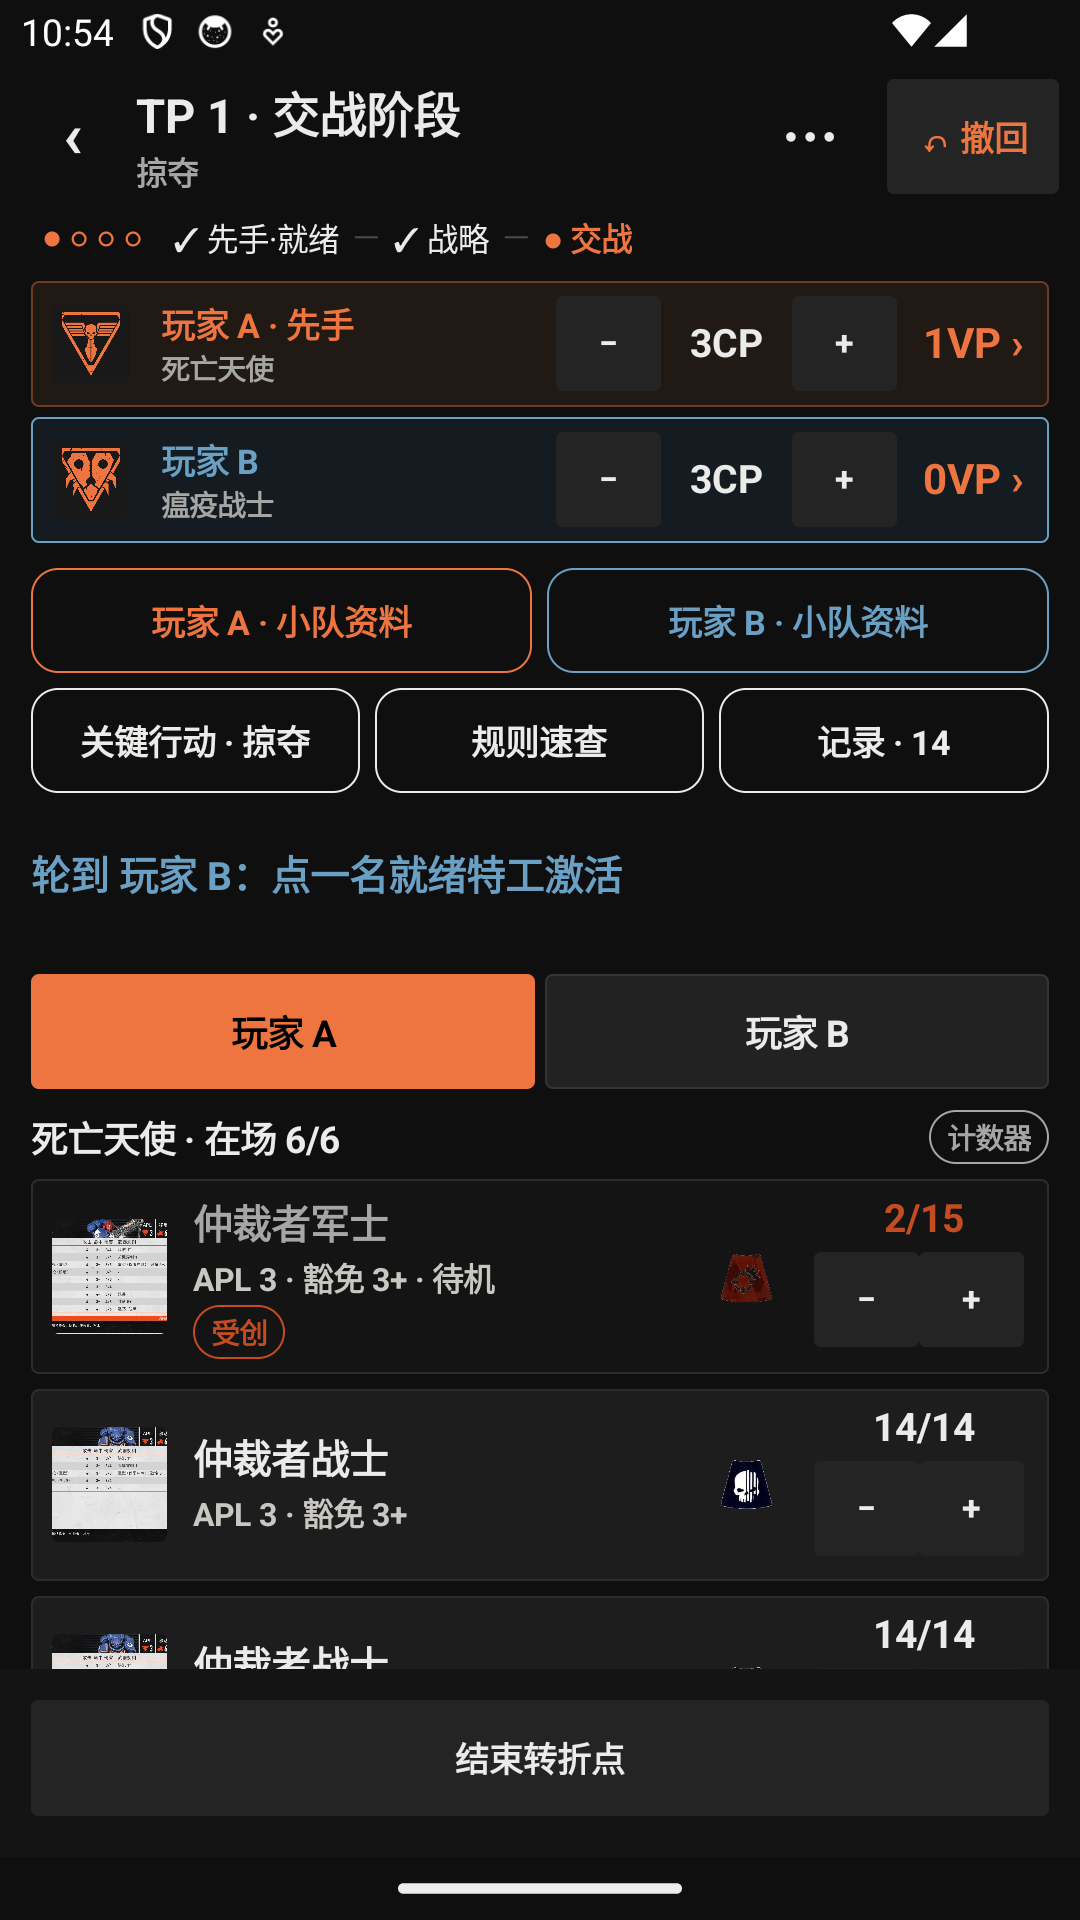 10:54
TP 1 · 交战阶段
掠夺
撤回
✓ 先手·就绪 — ✓ 战略 — ● 交战
玩家 A · 先手
死亡天使
− 3CP + 1VP ›
玩家 B
瘟疫战士
− 3CP + 0VP ›
玩家 A · 小队资料
玩家 B · 小队资料
关键行动 · 掠夺
规则速查
记录 · 14
轮到 玩家 B：点一名就绪特工激活
玩家 A
玩家 B
死亡天使 · 在场 6/6
计数器
仲裁者军士
APL 3 · 豁免 3+ · 待机
受创
2/15
− +
仲裁者战士
APL 3 · 豁免 3+
14/14
− +
仲裁者战士
14/14
结束转折点